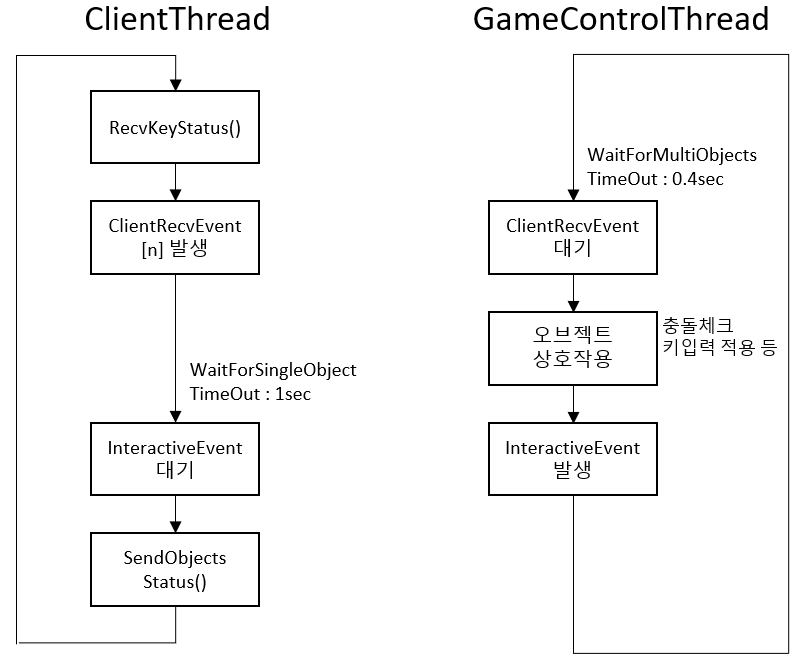 ClientThread
RecvKeyStatus()
ClientRecvEvent
[n] 발생
WaitForSingleObject
TimeOut : 1sec
InteractiveEvent
대기
SendObjects
Status()
GameControlThread
WaitForMultiObjects
TimeOut : 0.4sec
ClientRecvEvent
대기
오브젝트
상호작용
충돌체크
키입력 적용 등
InteractiveEvent
발생